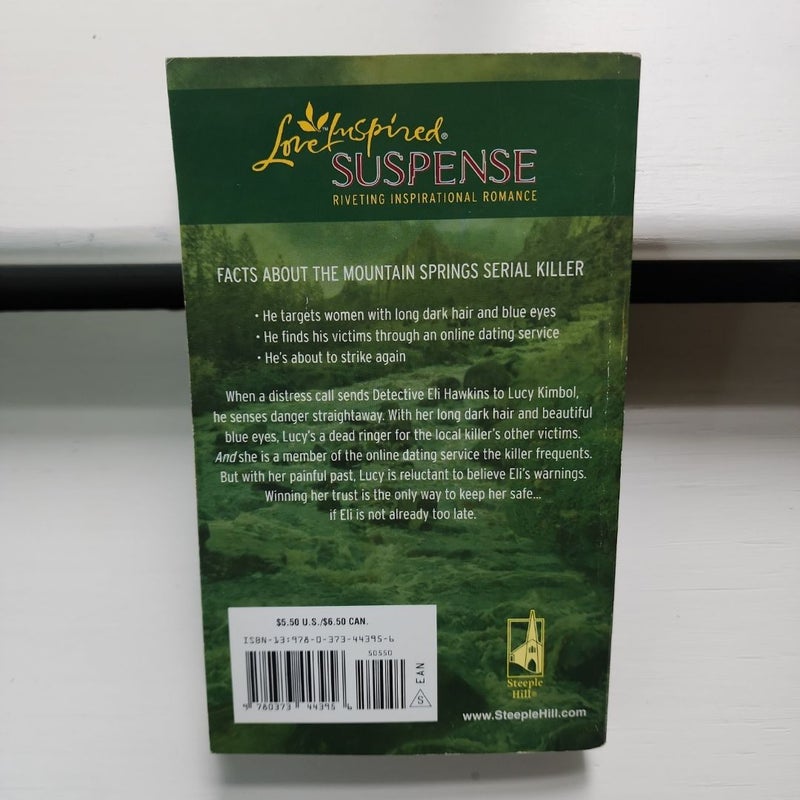 Love Inspired®
SUSPENSE
RIVETING INSPIRATIONAL ROMANCE
FACTS ABOUT THE MOUNTAIN SPRINGS SERIAL KILLER
• He targets women with long dark hair and blue eyes
• He finds his victims through an online dating service
• He's about to strike again
When a distress call sends Detective Eli Hawkins to Lucy Kimbol,
he senses danger straightaway. With her long dark hair and beautiful
blue eyes, Lucy's a dead ringer for the local killer's other victims.
And she is a member of the online dating service the killer frequents.
But with her painful past, Lucy is reluctant to believe Eli's warnings.
Winning her trust is the only way to keep her safe...
if Eli is not already too late.
$5.50 U.S./$6.50 CAN.
ISBN-13:978-0-373-44395-6
50550
EAN
S
9 780373 44395 6
Steeple
Hill®
www.SteepleHill.com